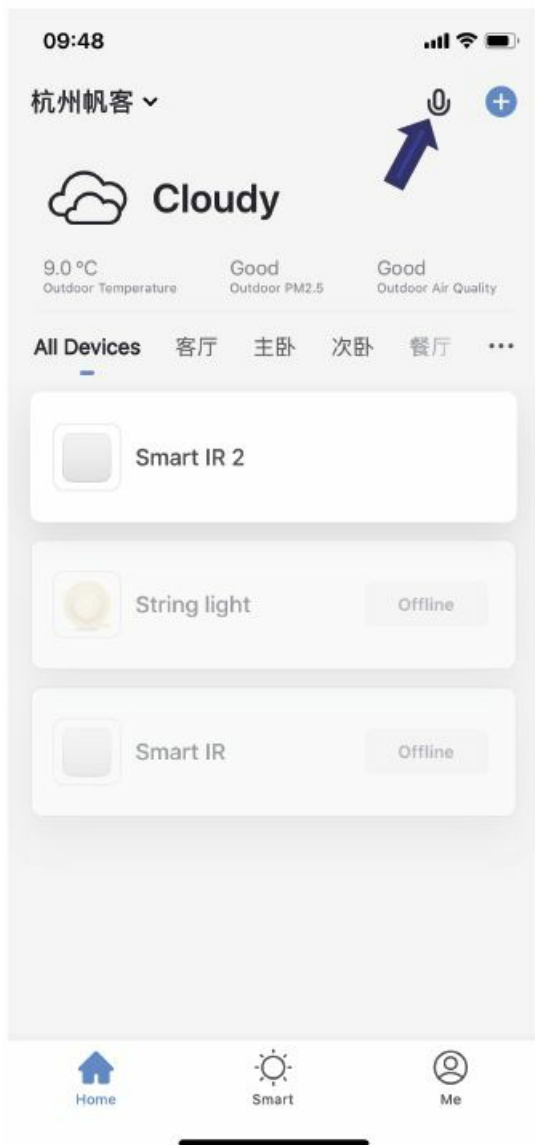 09:48
杭州帆客
Cloudy
9.0 °C Good Good
Outdoor Temperature Outdoor PM2.5 Outdoor Air Quality
All Devices 客厅 主卧 次卧 餐厅 •••
Smart IR 2
String light Offline
Smart IR Offline
Home Smart Me